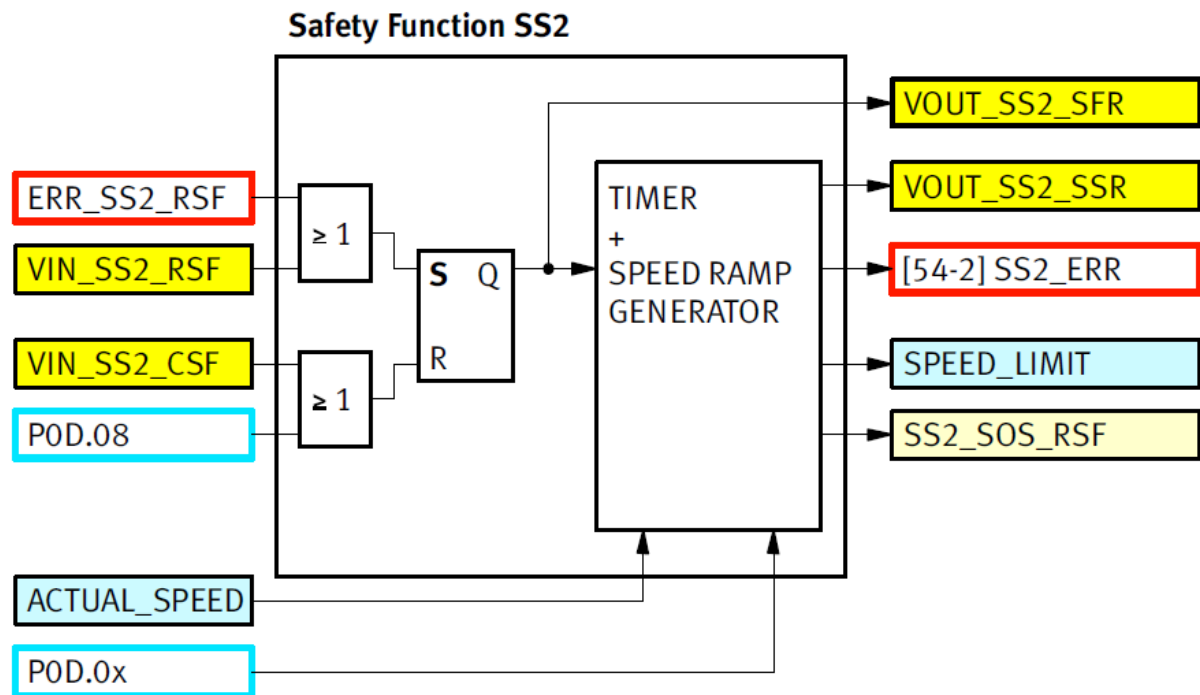 Safety Function SS2
VOUT_SS2_SFR
ERR_SS2_RSF
≥ 1
TIMER
+
SPEED RAMP
GENERATOR
VOUT_SS2_SSR
VIN_SS2_RSF
S Q
R
[54-2] SS2_ERR
VIN_SS2_CSF
≥ 1
SPEED_LIMIT
P0D.08
SS2_SOS_RSF
ACTUAL_SPEED
P0D.0x